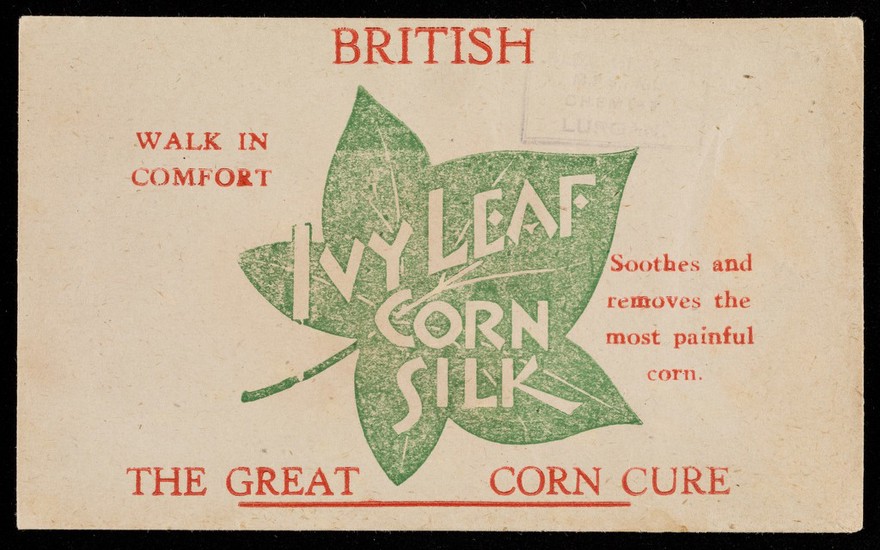 BRITISH
WALK IN
COMFORT
IVY LEAF
CORN
SILK
Soothes and
removes the
most painful
corn.
THE GREAT CORN CURE